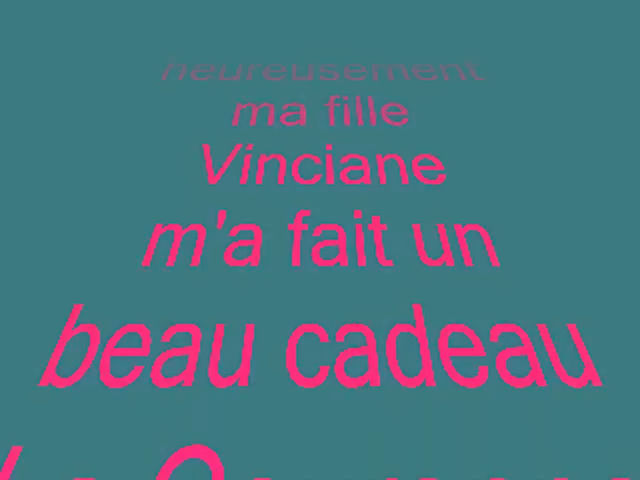 heureusement
ma fille
Vinciane
m'a fait un
beau cadeau